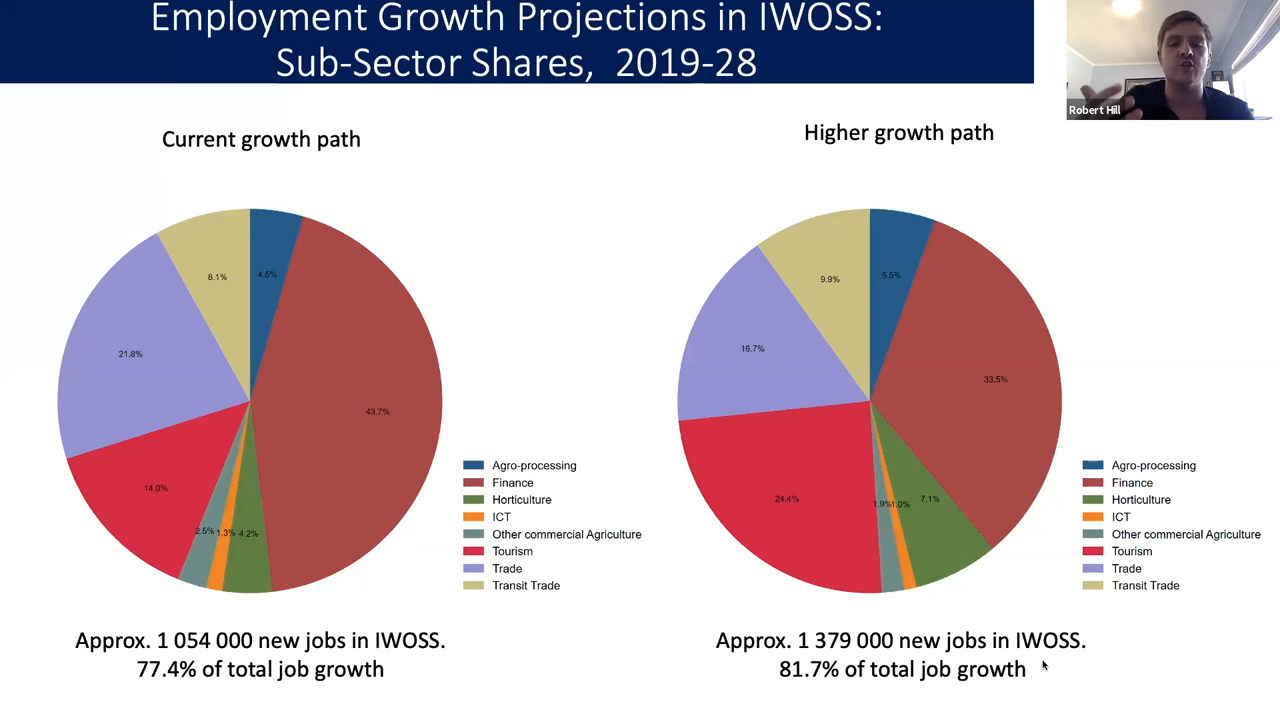 Employment Growth Projections in IWOSS:
Sub-Sector Shares, 2019-28
Robert Hill
Current growth path
Higher growth path
8.1%
4.5%
21.8%
43.7%
14.0%
2.5%
1.3%
4.2%
Agro-processing
Finance
Horticulture
ICT
Other commercial Agriculture
Tourism
Trade
Transit Trade
9.9%
5.5%
16.7%
33.5%
24.4%
1.9%
1.0%
7.1%
Agro-processing
Finance
Horticulture
ICT
Other commercial Agriculture
Tourism
Trade
Transit Trade
Approx. 1 054 000 new jobs in IWOSS.
77.4% of total job growth
Approx. 1 379 000 new jobs in IWOSS.
81.7% of total job growth